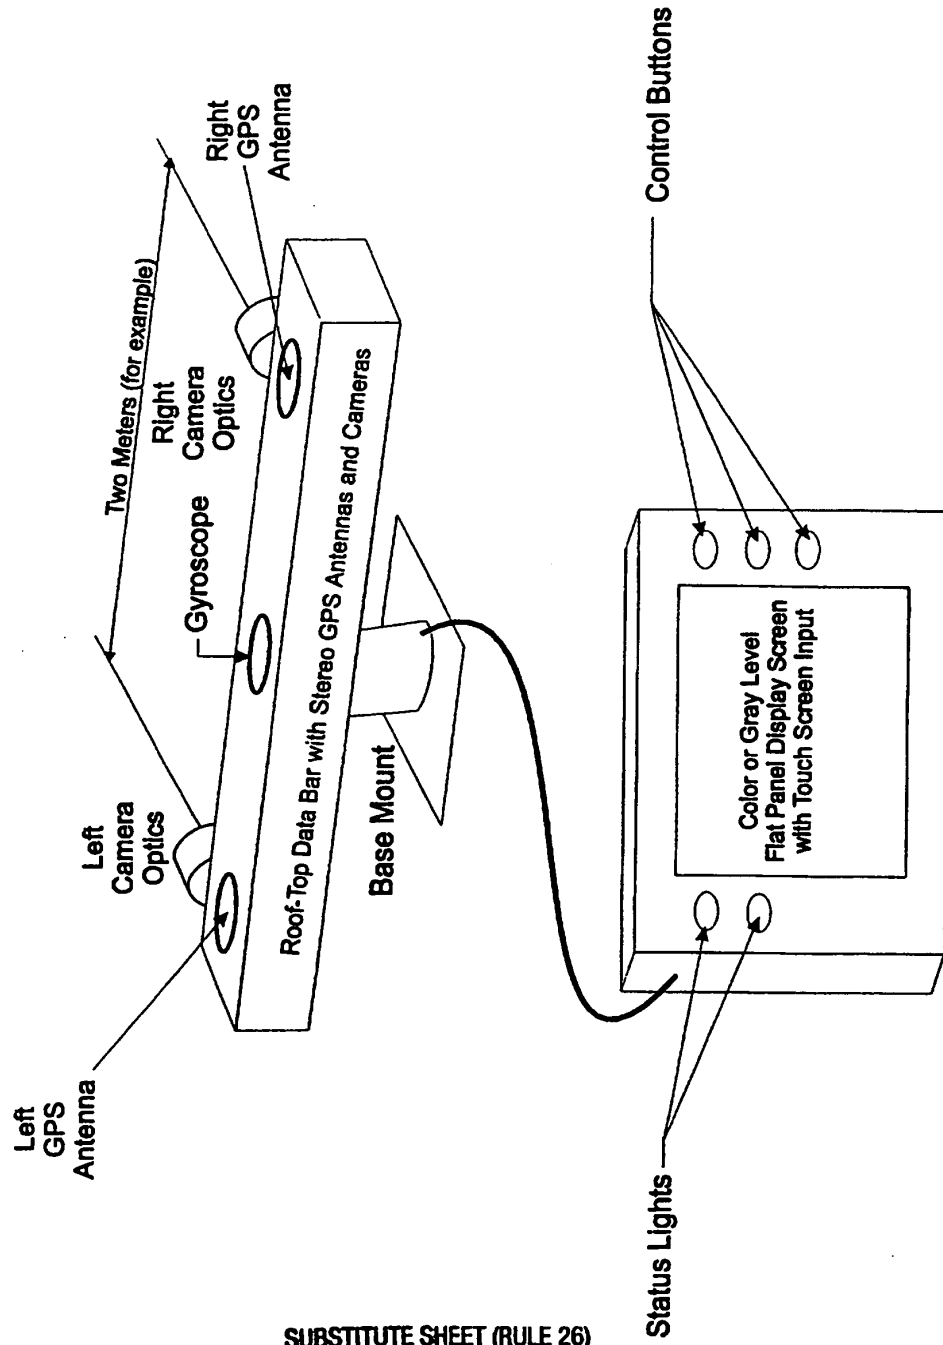 Left
GPS
Antenna
Left
Camera
Optics
Gyroscope
Two Meters (for example)
Right
Camera
Optics
Right
GPS
Antenna
Roof-Top Data Bar with Stereo GPS Antennas and Cameras
Base Mount
Status Lights
Color or Gray Level
Flat Panel Display Screen
with Touch Screen Input
Control Buttons
SUBSTITUTE SHEET (RULE 26)